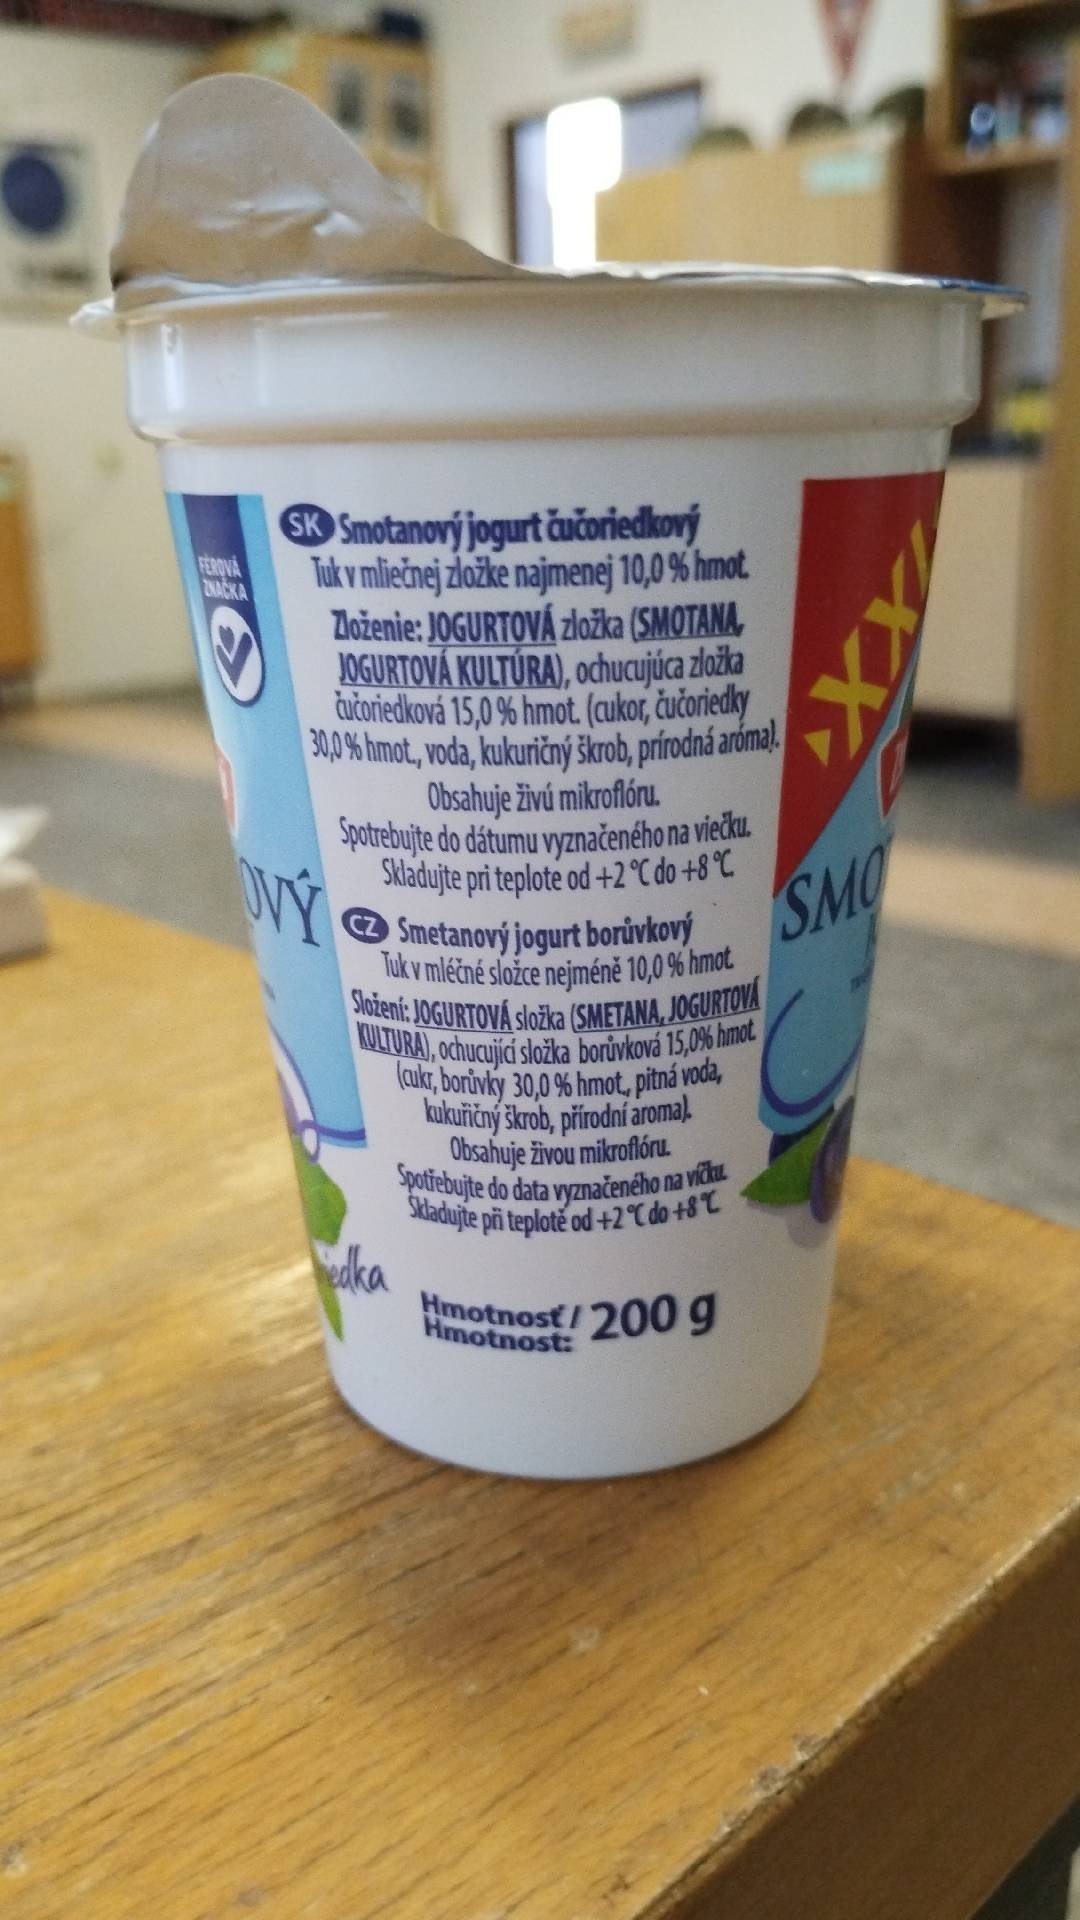 SK Smotanový jogurt čučoriedkový
Tuk v mliečnej zložke najmenej 10,0 % hmot.
Zloženie: JOGURTOVÁ zložka (SMOTANA,
JOGURTOVÁ KULTÚRA), ochucujúca zložka
čučoriedková 15,0 % hmot. (cukor, čučoriedky
30,0 % hmot., voda, kukuričný škrob, prírodná aróma).
Obsahuje živú mikroflóru.
Spotrebujte do dátumu vyznačeného na viečku.
Skladujte pri teplote od +2 °C do +8 °C
CZ Smetanový jogurt borůvkový
Tuk v mléčné složce nejméně 10,0 % hmot.
Složení: JOGURTOVÁ složka (SMETANA, JOGURTOVÁ
KULTURA), ochucující složka borůvková 15,0% hmot.
(cukr, borůvky 30,0 % hmot., pitná voda,
kukuřičný škrob, přírodní aroma).
Obsahuje živou mikroflóru.
Spotřebujte do data vyznačeného na víčku.
Skladujte při teplotě od +2 °C do +8 °C
Hmotnosť / 200 g
Hmotnost:
FÉROVÁ
ZNAČKA
OVÝ
iedka
XXL
SMO